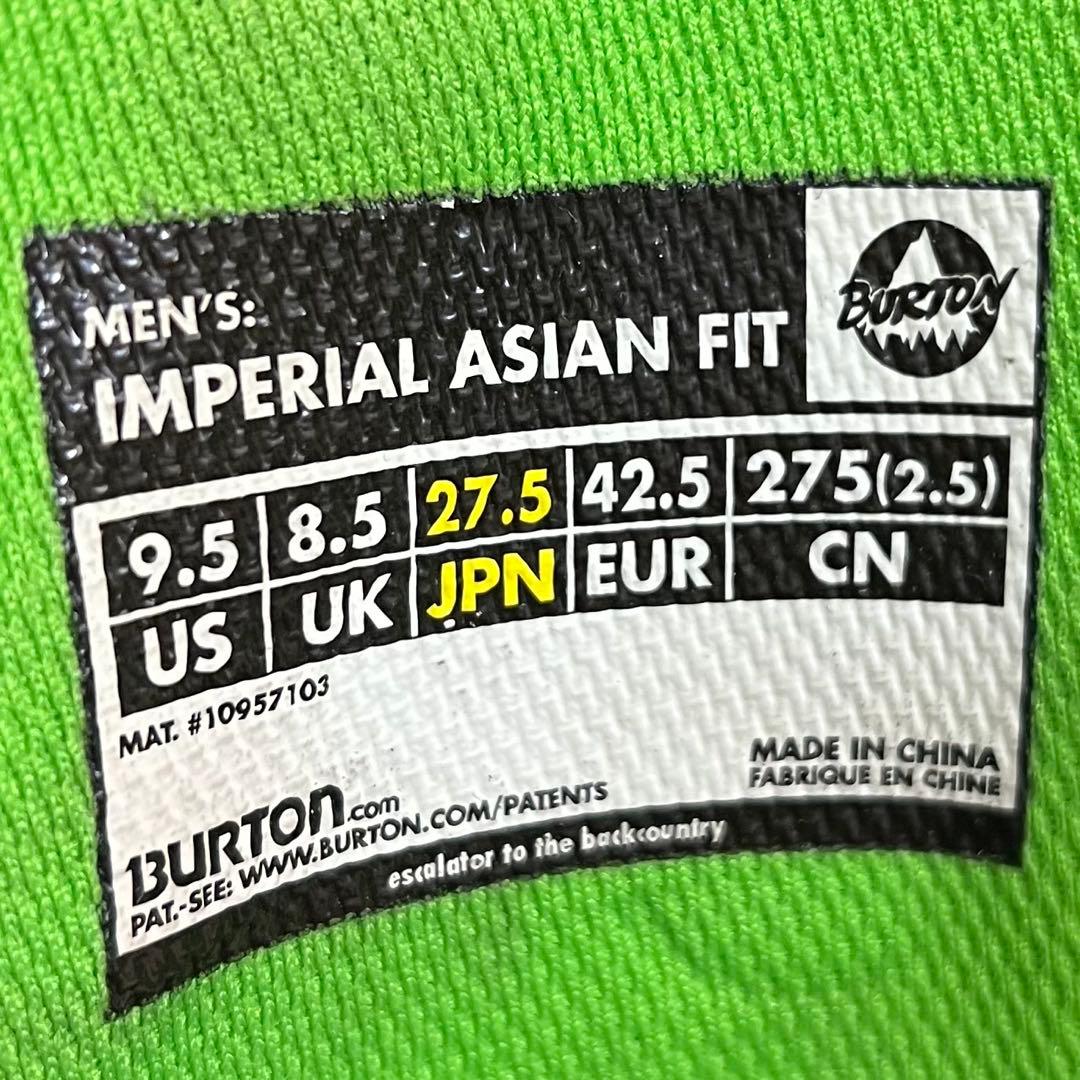 MEN'S:
IMPERIAL ASIAN FIT
BURTON
9.5 8.5 27.5 42.5 275(2.5)
US UK JPN EUR CN
MAT. #10957103
MADE IN CHINA
FABRIQUE EN CHINE
BURTON.com
PAT.-SEE: WWW.BURTON.COM/PATENTS
escalator to the backcountry